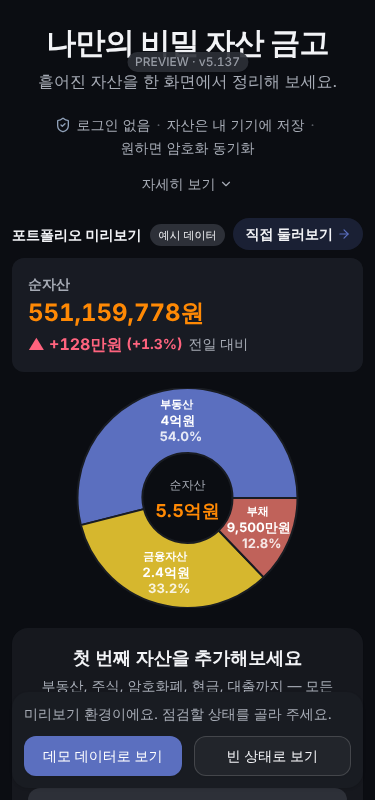 나만의 비밀 자산 금고
PREVIEW · v5.137
흩어진 자산을 한 화면에서 정리해 보세요.
로그인 없음 · 자산은 내 기기에 저장 ·
원하면 암호화 동기화
자세히 보기
포트폴리오 미리보기 예시 데이터 직접 둘러보기 →
순자산
551,159,778원
▲ +128만원 (+1.3%) 전일 대비
부동산
4억원
54.0%
순자산
5.5억원
부채
9,500만원
12.8%
금융자산
2.4억원
33.2%
첫 번째 자산을 추가해보세요
부동산, 주식, 암호화폐, 현금, 대출까지 — 모든
미리보기 환경이에요. 점검할 상태를 골라 주세요.
데모 데이터로 보기 빈 상태로 보기